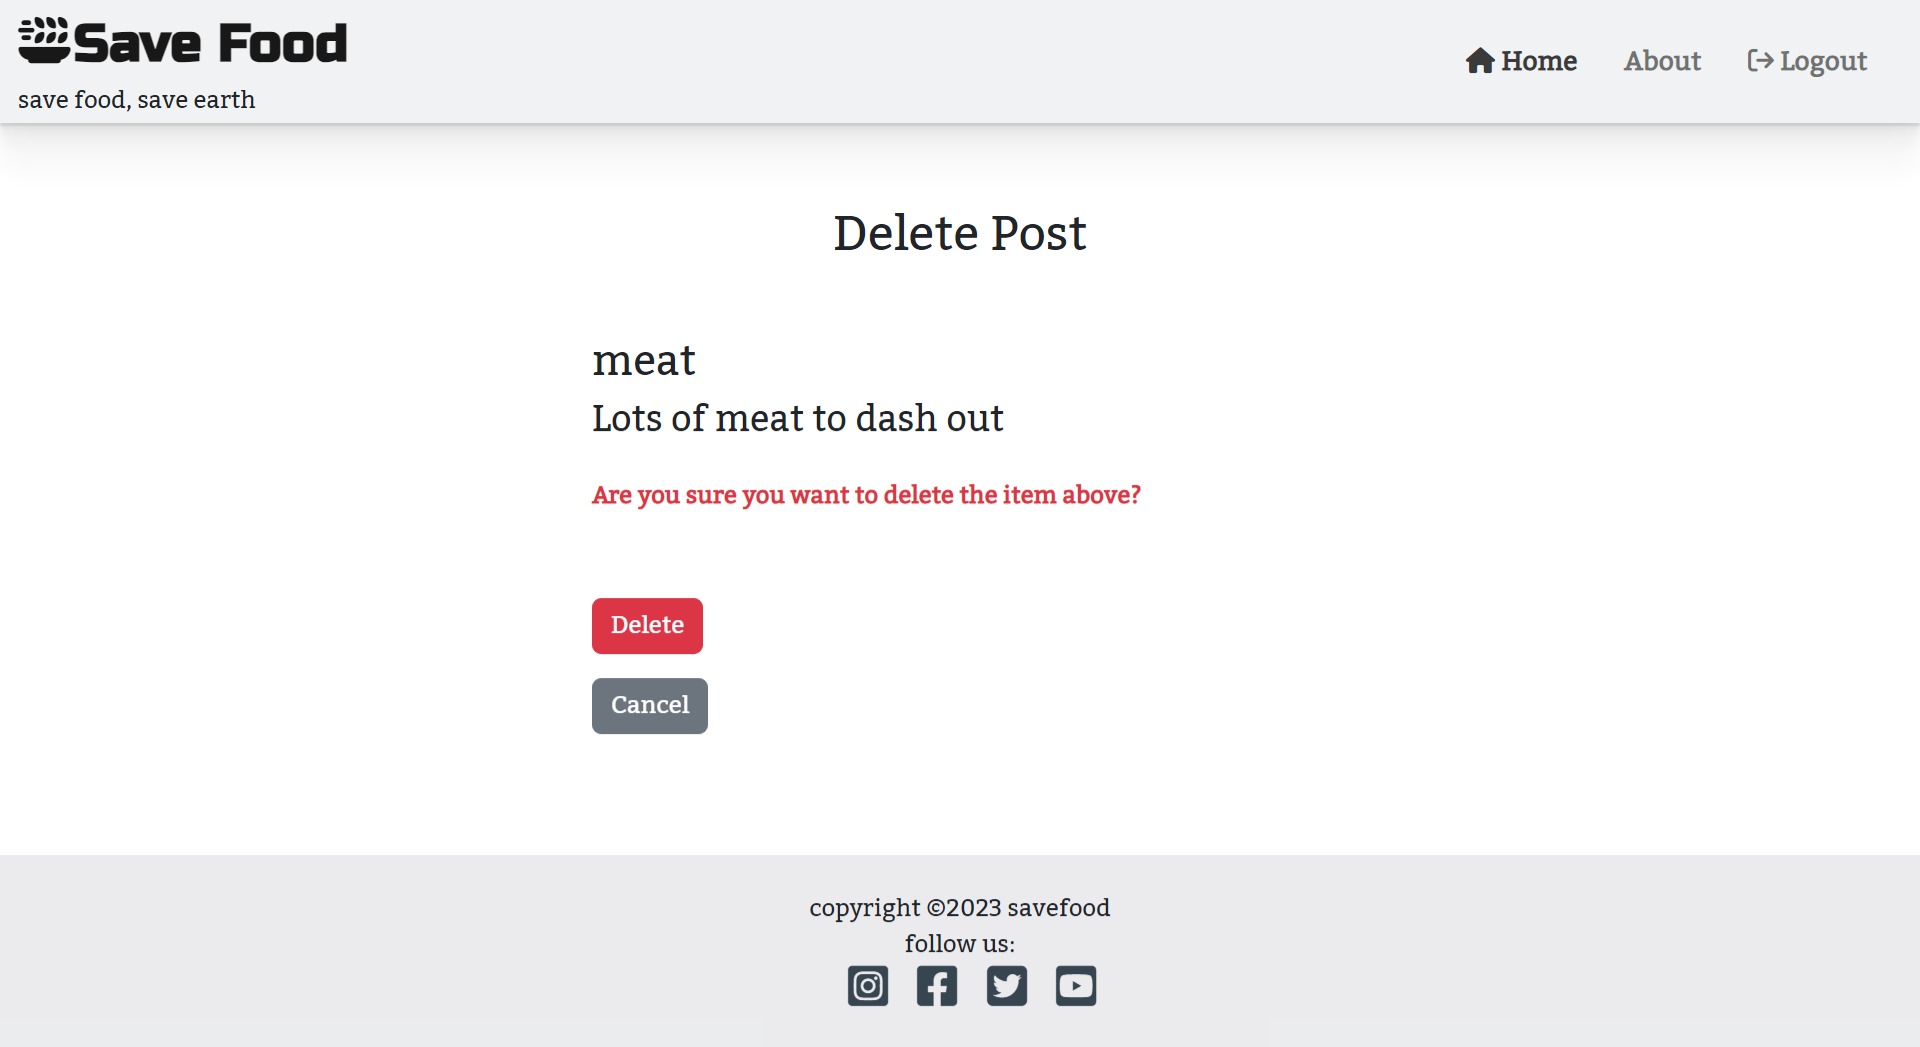 Save Food
save food, save earth
Home
About
Logout
Delete Post
meat
Lots of meat to dash out
Are you sure you want to delete the item above?
Delete
Cancel
copyright ©2023 savefood
follow us: